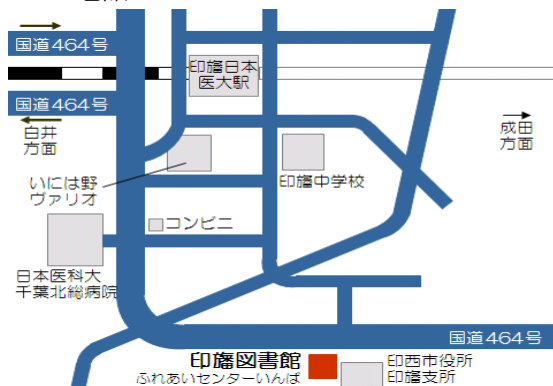 国道464号
印旛日本
医大駅
国道464号
白井
方面
成田
方面
いには野
ヴァリオ
印旛中学校
コンビニ
日本医科大
千葉北総病院
国道464号
印旛図書館
ふれあいセンターいんば
印西市役所
印旛支所